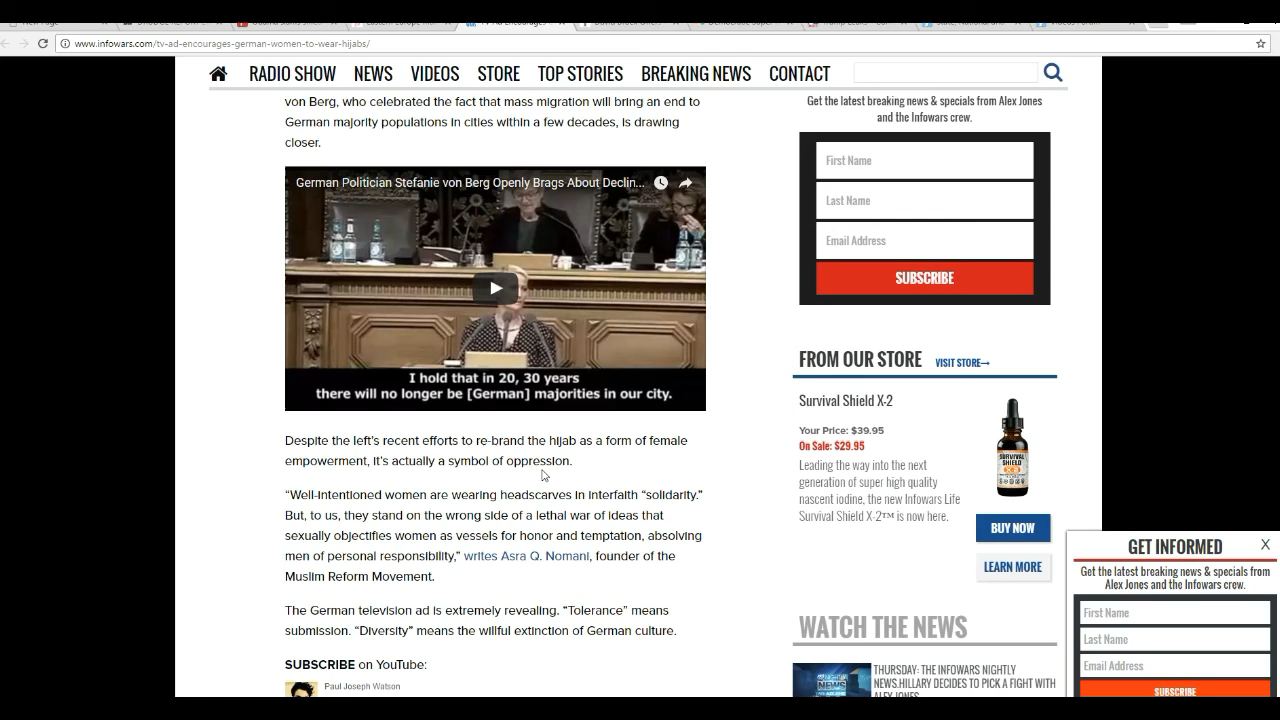 www.infowars.com/tv-ad-encourages-german-women-to-wear-hijabs/
RADIO SHOW NEWS VIDEOS STORE TOP STORIES BREAKING NEWS CONTACT
von Berg, who celebrated the fact that mass migration will bring an end to
German majority populations in cities within a few decades, is drawing
closer.
German Politician Stefanie von Berg Openly Brags About Declin...
I hold that in 20, 30 years
there will no longer be [German] majorities in our city.
Despite the left's recent efforts to re-brand the hijab as a form of female
empowerment, it's actually a symbol of oppression.
“Well-intentioned women are wearing headscarves in interfaith “solidarity.”
But, to us, they stand on the wrong side of a lethal war of ideas that
sexually objectifies women as vessels for honor and temptation, absolving
men of personal responsibility,” writes Asra Q. Nomani, founder of the
Muslim Reform Movement.
The German television ad is extremely revealing. “Tolerance” means
submission. “Diversity” means the willful extinction of German culture.
SUBSCRIBE on YouTube:
Paul Joseph Watson
Get the latest breaking news & specials from Alex Jones
and the Infowars crew.
First Name
Last Name
Email Address
SUBSCRIBE
FROM OUR STORE VISIT STORE→
Survival Shield X-2
Your Price: $39.95
On Sale: $29.95
Leading the way into the next
generation of super high quality
nascent iodine, the new Infowars Life
Survival Shield X-2™ is now here.
SURVIVAL
SHIELD
X-2
BUY NOW
LEARN MORE
WATCH THE NEWS
NEWS
THURSDAY: THE INFOWARS NIGHTLY
NEWS.HILLARY DECIDES TO PICK A FIGHT WITH
ALEX JONES
GET INFORMED X
Get the latest breaking news & specials from
Alex Jones and the Infowars crew.
First Name
Last Name
Email Address
SUBSCRIBE